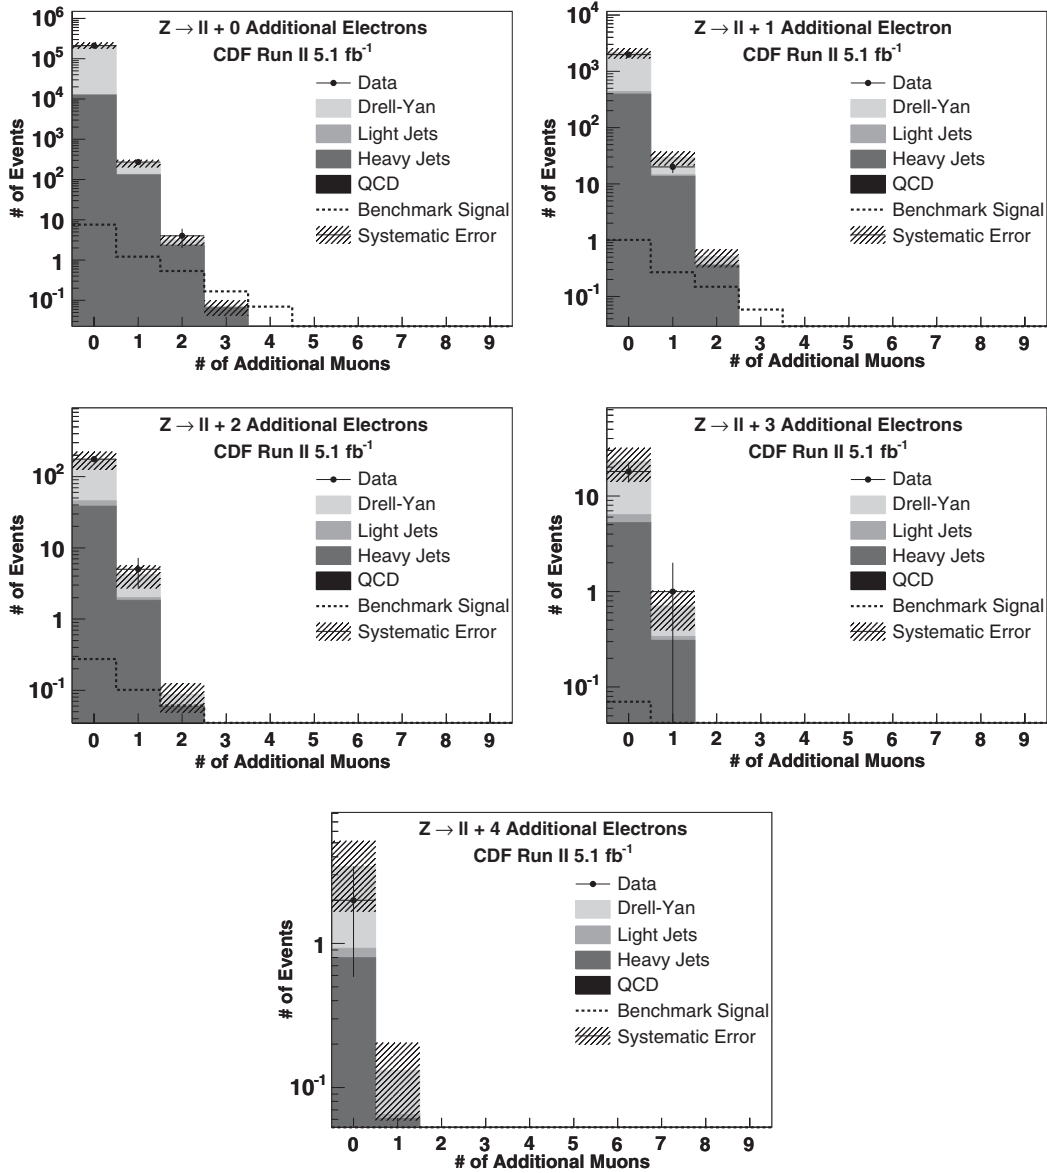 Z → ll + 0 Additional Electrons
CDF Run II 5.1 fb⁻¹
Data
Drell-Yan
Light Jets
Heavy Jets
QCD
Benchmark Signal
Systematic Error
# of Events
10⁶
10⁵
10⁴
10³
10²
10
1
10⁻¹
0 1 2 3 4 5 6 7 8 9
# of Additional Muons
Z → ll + 1 Additional Electron
CDF Run II 5.1 fb⁻¹
Data
Drell-Yan
Light Jets
Heavy Jets
QCD
Benchmark Signal
Systematic Error
# of Events
10⁴
10³
10²
10
1
10⁻¹
0 1 2 3 4 5 6 7 8 9
# of Additional Muons
Z → ll + 2 Additional Electrons
CDF Run II 5.1 fb⁻¹
Data
Drell-Yan
Light Jets
Heavy Jets
QCD
Benchmark Signal
Systematic Error
# of Events
10²
10
1
10⁻¹
0 1 2 3 4 5 6 7 8 9
# of Additional Muons
Z → ll + 3 Additional Electrons
CDF Run II 5.1 fb⁻¹
Data
Drell-Yan
Light Jets
Heavy Jets
QCD
Benchmark Signal
Systematic Error
# of Events
10
1
10⁻¹
0 1 2 3 4 5 6 7 8 9
# of Additional Muons
Z → ll + 4 Additional Electrons
CDF Run II 5.1 fb⁻¹
Data
Drell-Yan
Light Jets
Heavy Jets
QCD
Benchmark Signal
Systematic Error
# of Events
1
10⁻¹
0 1 2 3 4 5 6 7 8 9
# of Additional Muons